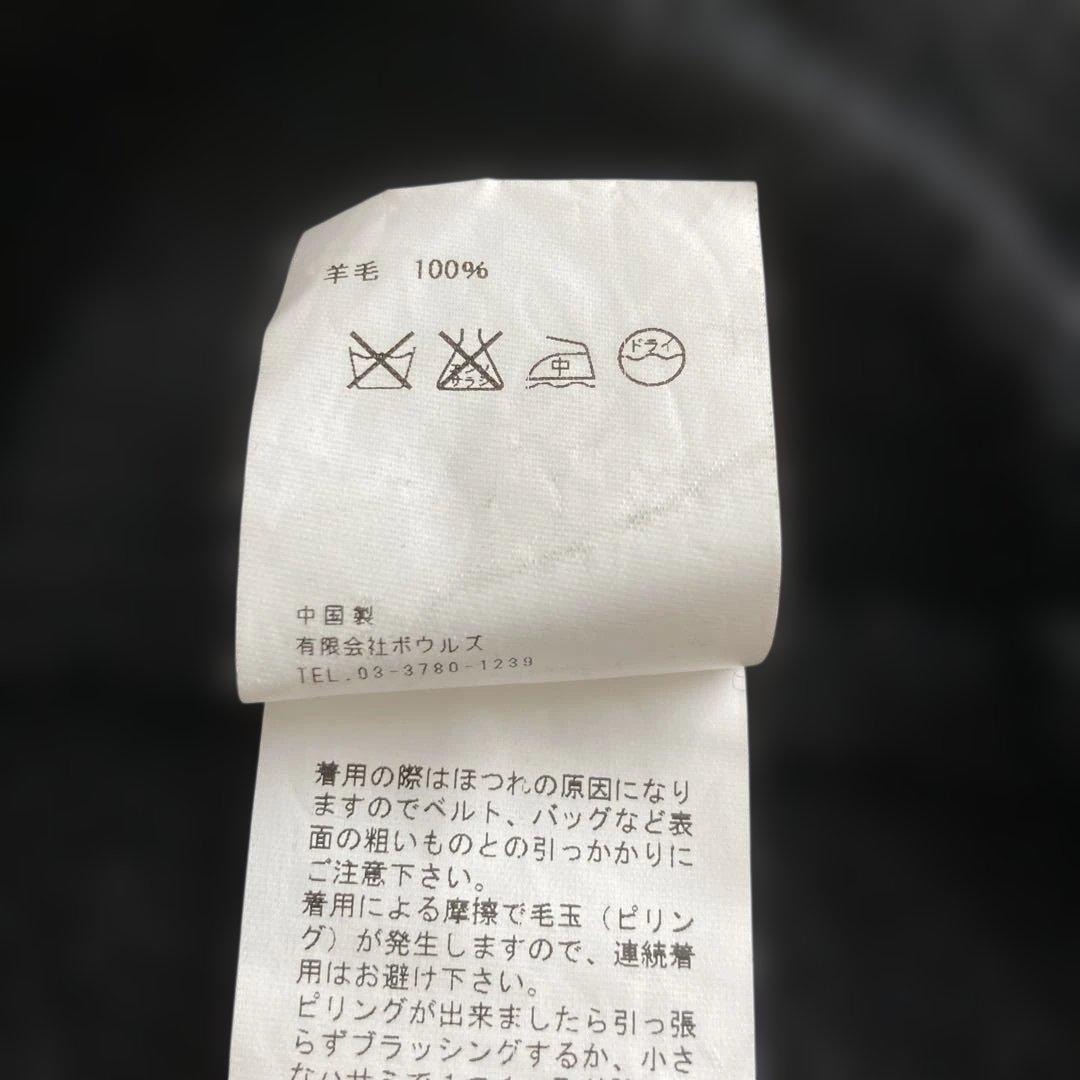 羊毛 100%
エンソ
サラシ
中
ドライ
中国製
有限会社ボウルズ
TEL.03-3780-1239
着用の際はほつれの原因になり
ますのでベルト、バッグなど表
面の粗いものとの引っかかりに
ご注意下さい。
着用による摩擦で毛玉（ピリン
グ）が発生しますので、連続着
用はお避け下さい。
ピリングが出来ましたら引っ張
らずブラッシングするか、小さ